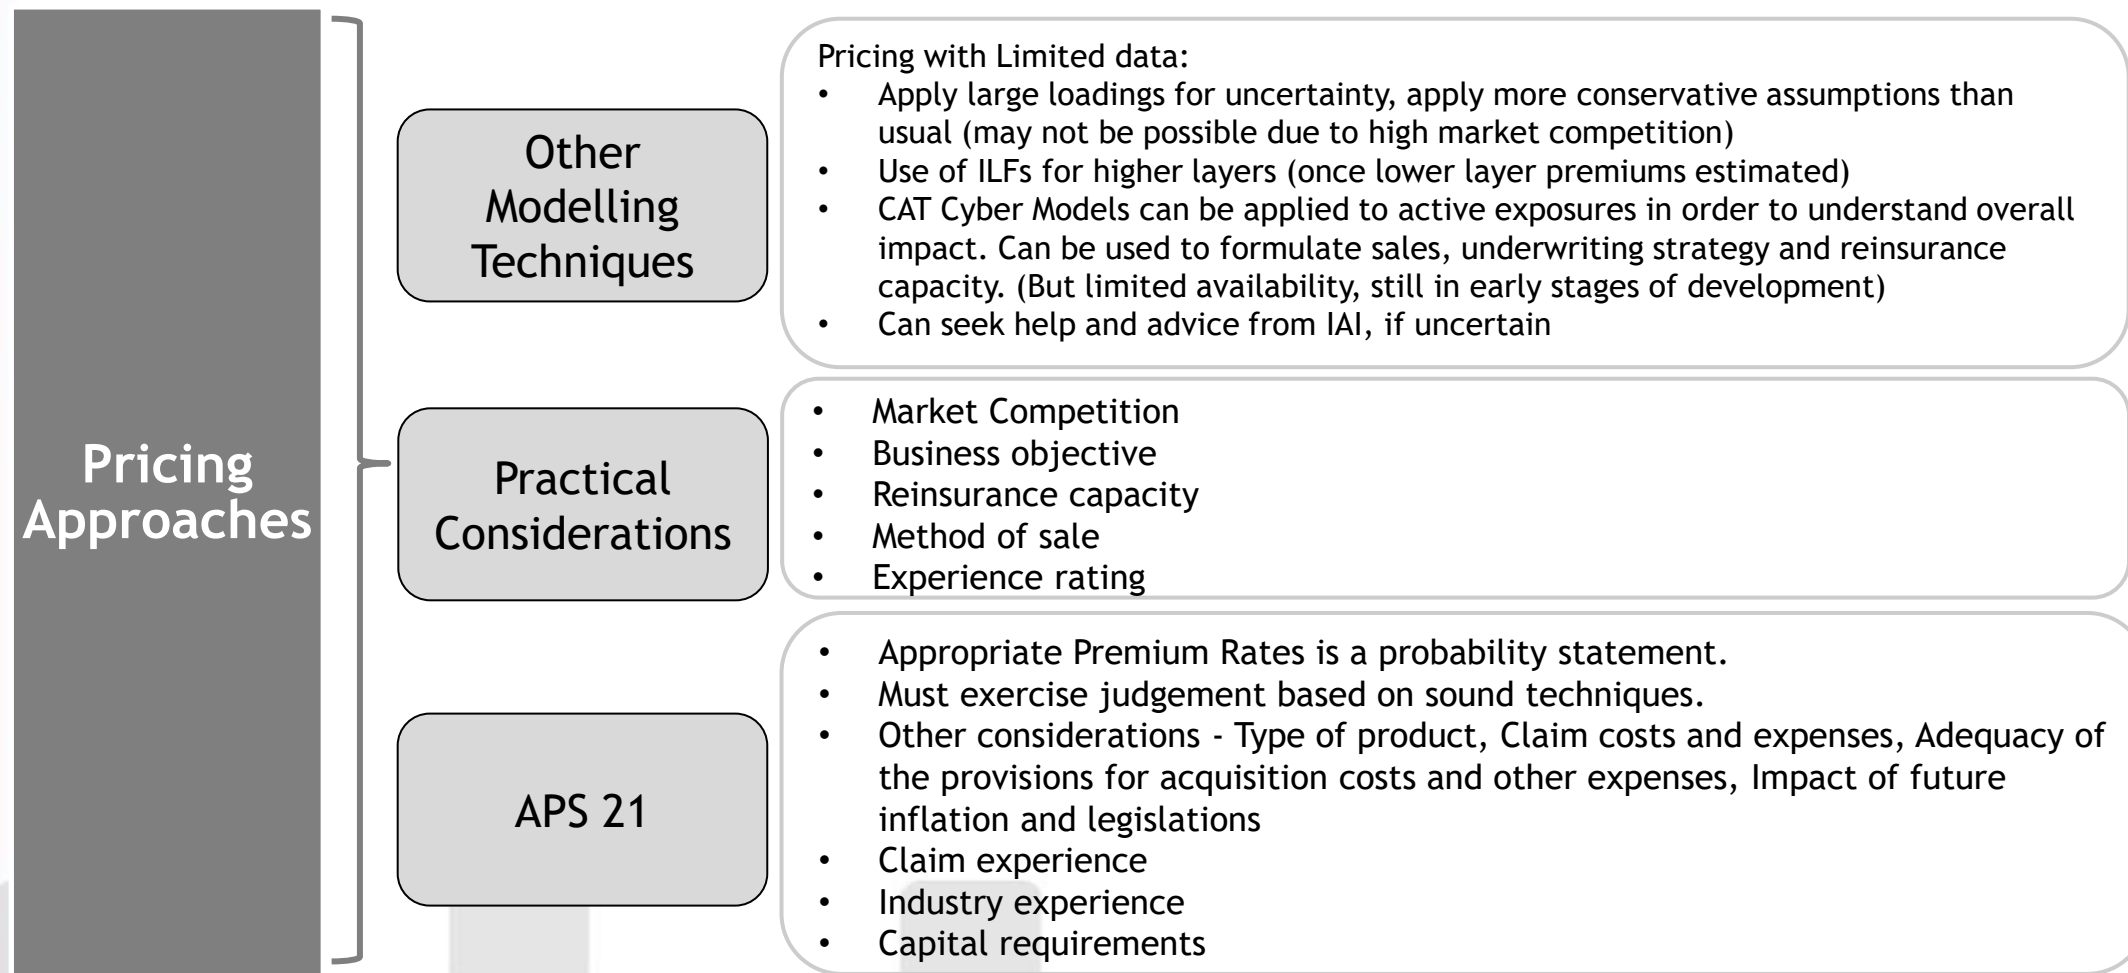 Pricing
Approaches
Other
Modelling
Techniques
Pricing with Limited data:
• Apply large loadings for uncertainty, apply more conservative assumptions than
usual (may not be possible due to high market competition)
• Use of ILFs for higher layers (once lower layer premiums estimated)
• CAT Cyber Models can be applied to active exposures in order to understand overall
impact. Can be used to formulate sales, underwriting strategy and reinsurance
capacity. (But limited availability, still in early stages of development)
• Can seek help and advice from IAI, if uncertain
Practical
Considerations
• Market Competition
• Business objective
• Reinsurance capacity
• Method of sale
• Experience rating
APS 21
• Appropriate Premium Rates is a probability statement.
• Must exercise judgement based on sound techniques.
• Other considerations - Type of product, Claim costs and expenses, Adequacy of
the provisions for acquisition costs and other expenses, Impact of future
inflation and legislations
• Claim experience
• Industry experience
• Capital requirements